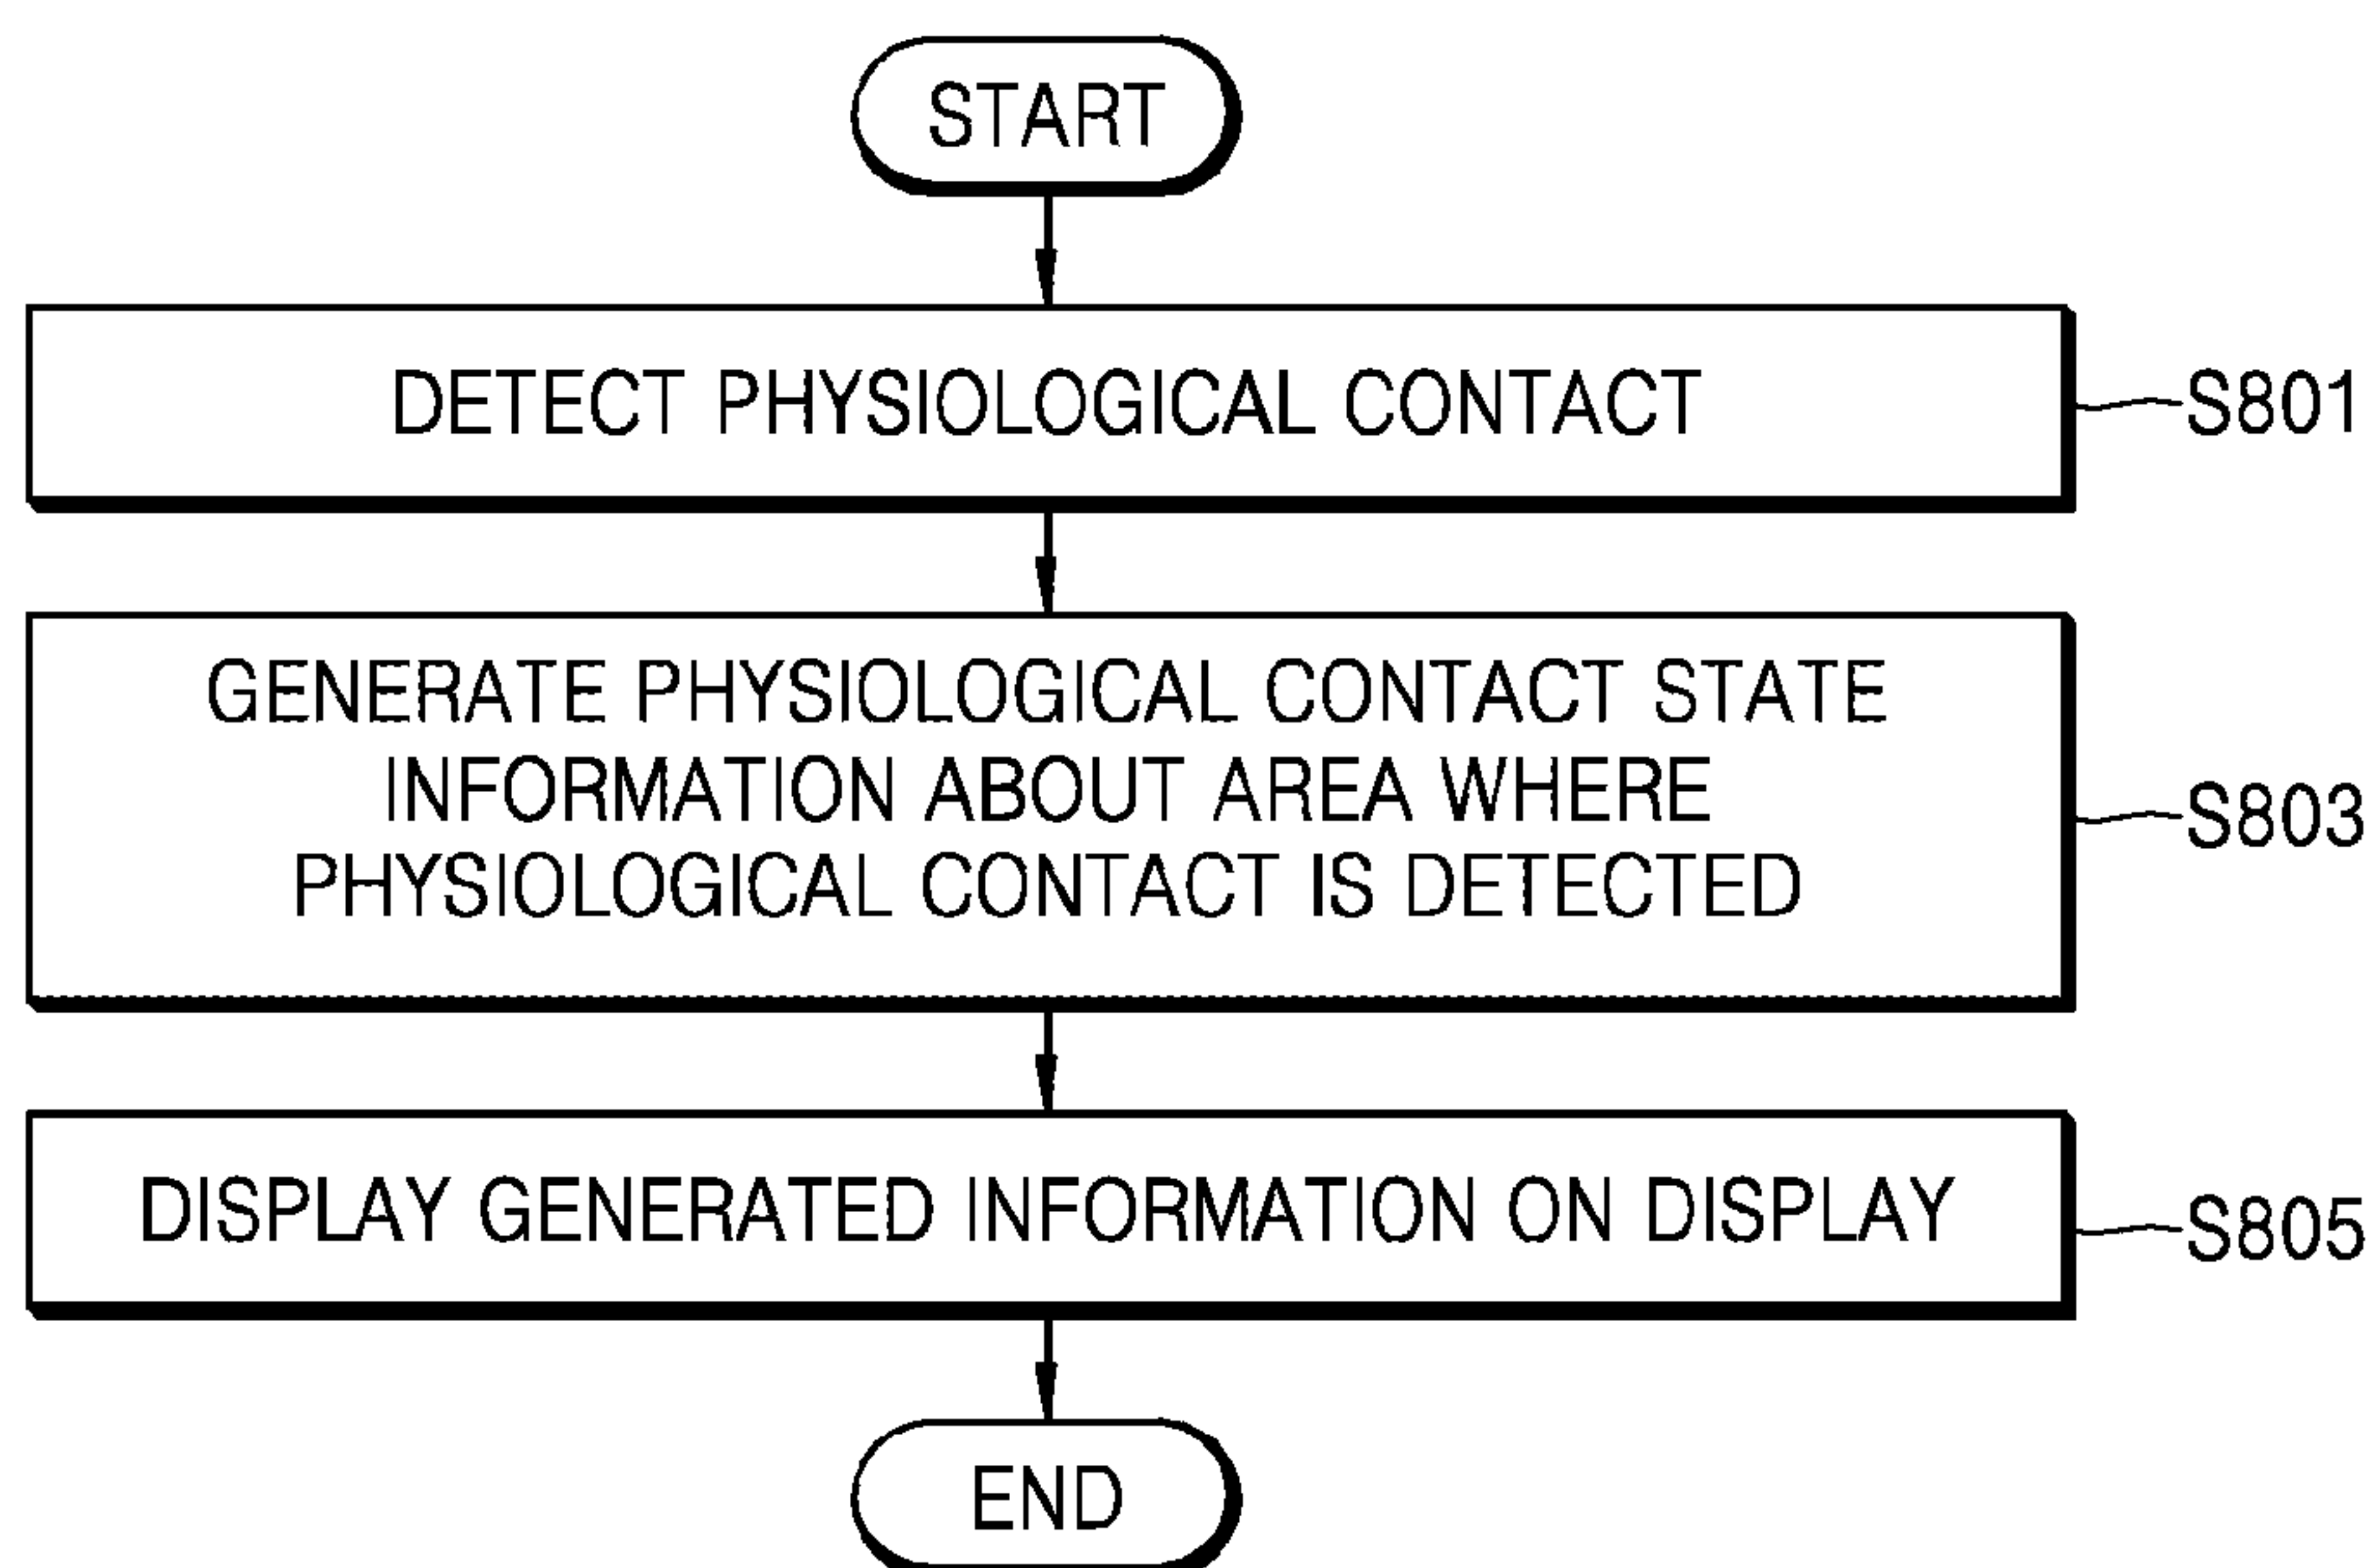 START
DETECT PHYSIOLOGICAL CONTACT
S801
GENERATE PHYSIOLOGICAL CONTACT STATE
INFORMATION ABOUT AREA WHERE
PHYSIOLOGICAL CONTACT IS DETECTED
S803
DISPLAY GENERATED INFORMATION ON DISPLAY
S805
END